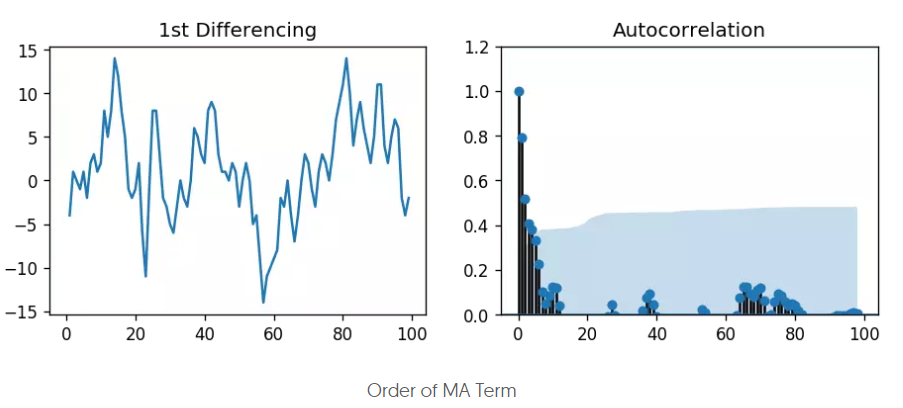 1st Differencing
Autocorrelation
15
10
5
0
−5
−10
−15
0 20 40 60 80 100
1.2
1.0
0.8
0.6
0.4
0.2
0.0
0 20 40 60 80 100
Order of MA Term